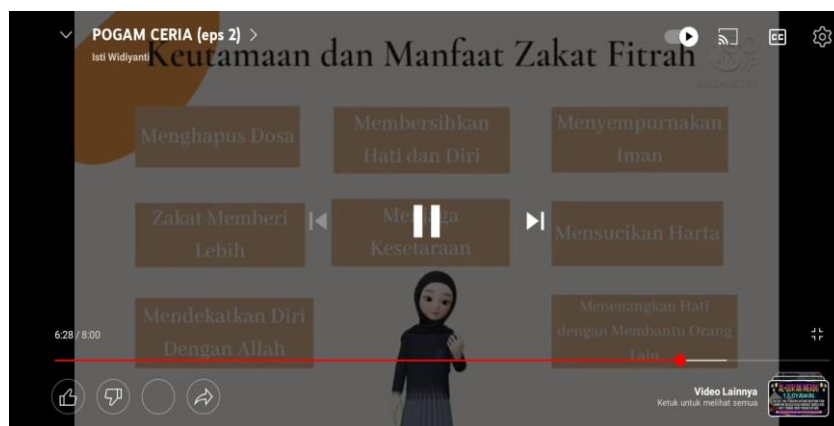 POGAM CERIA (eps 2)
Isti Widiyanti
Keutamaan dan Manfaat Zakat Fitrah
CC
Menghapus Dosa
Membersihkan
Hati dan Diri
Menyempurnakan
Iman
Zakat Memberi
Lebih
Kesetaraan
Mensucikan Harta
Mendekatkan Diri
Dengan Allah
Menenangkan Hati
dengan Membantu Orang
Lain
6:28 / 8:00
Video Lainnya
Ketuk untuk melihat semua